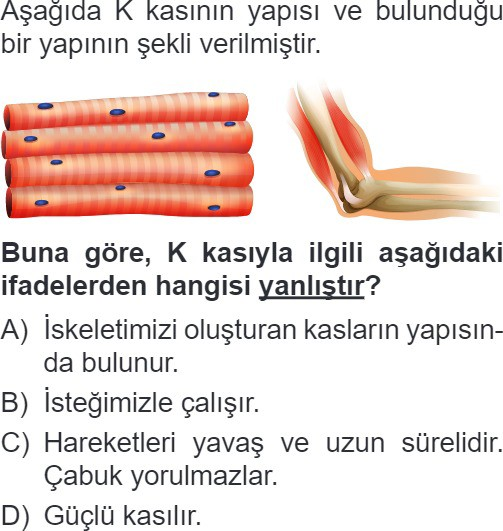 Aşağıda K kasının yapısı ve bulunduğu
bir yapının şekli verilmiştir.
Buna göre, K kasıyla ilgili aşağıdaki
ifadelerden hangisi yanlıştır?
A) İskeletimizi oluşturan kasların yapısın-
da bulunur.
B) İsteğimizle çalışır.
C) Hareketleri yavaş ve uzun sürelidir.
Çabuk yorulmazlar.
D) Güçlü kasılır.